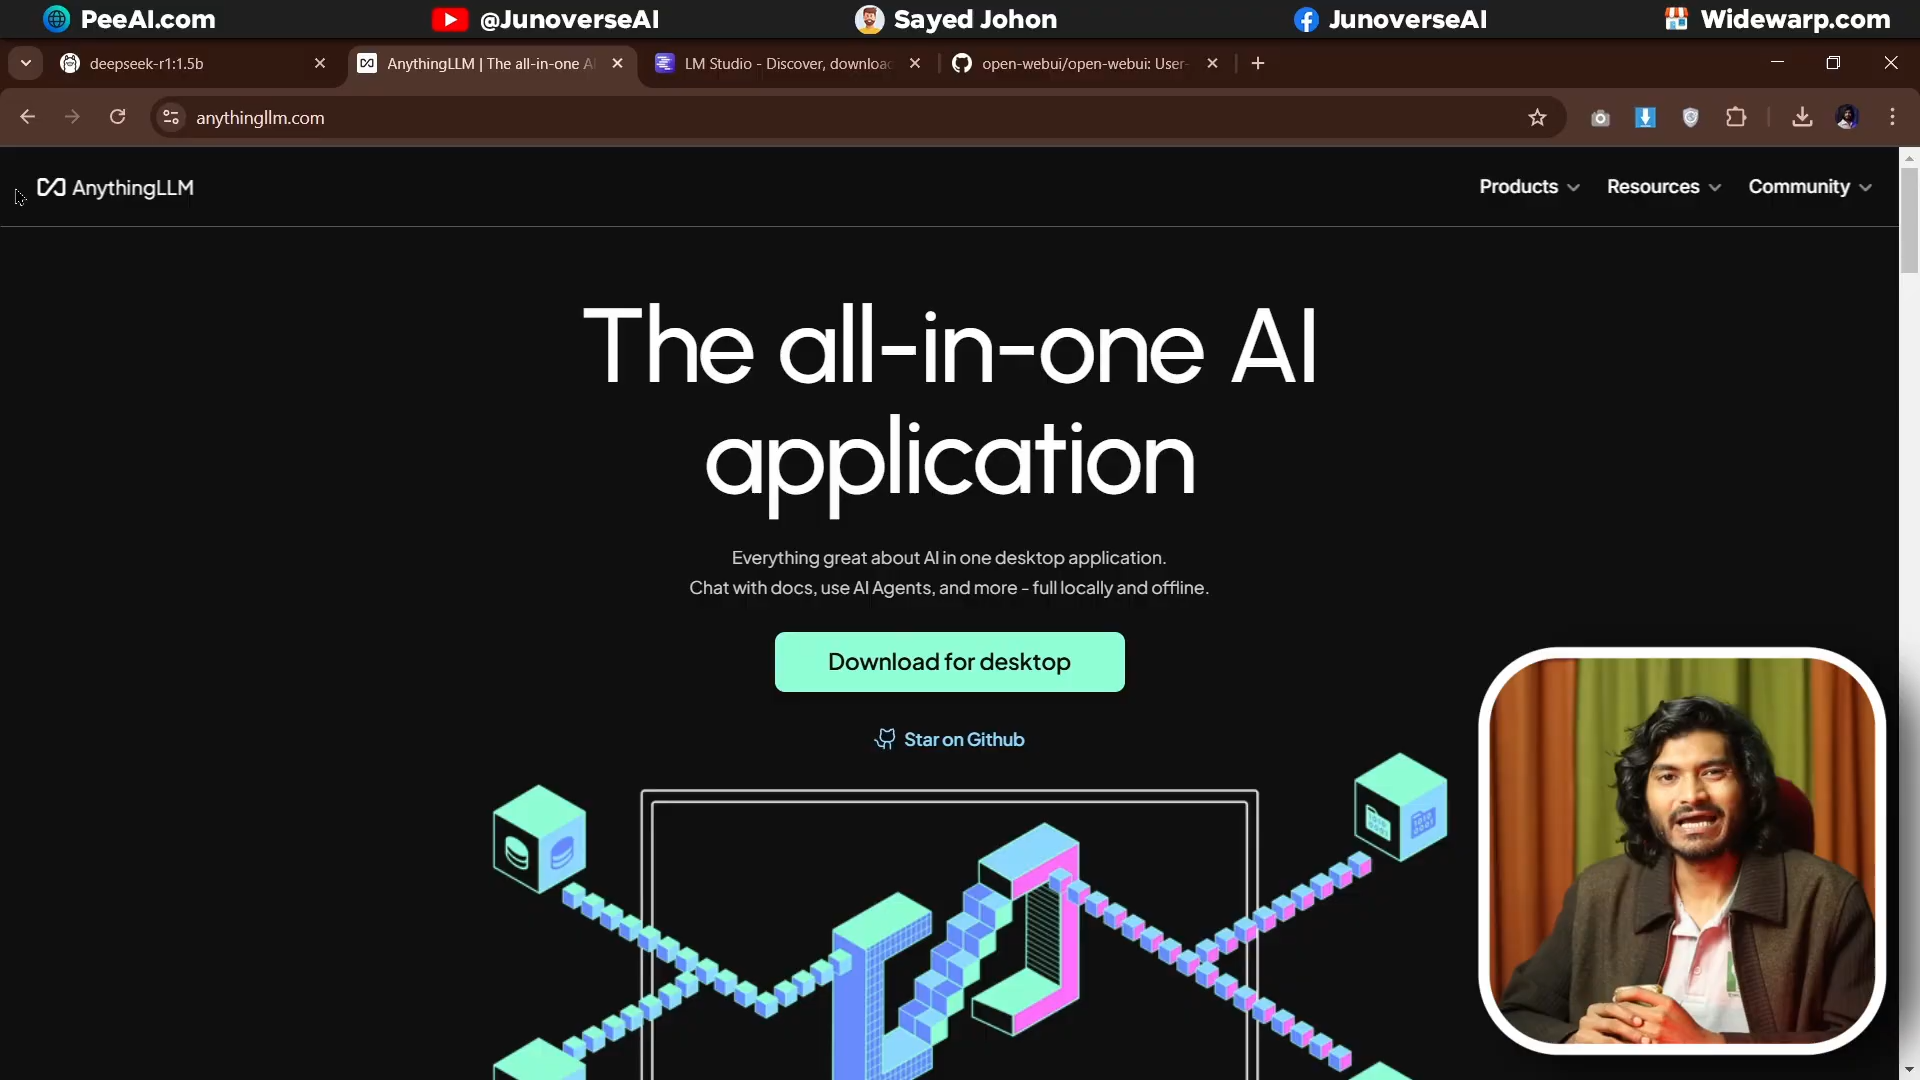 PeeAI.com
@JunoverseAI
Sayed Johon
JunoverseAI
Widewarp.com
deepseek-r1:1.5b
AnythingLLM | The all-in-one AI
LM Studio - Discover, download
open-webui/open-webui: User-
anythingllm.com
AnythingLLM
Products
Resources
Community
The all-in-one AI
application
Everything great about AI in one desktop application.
Chat with docs, use AI Agents, and more - full locally and offline.
Download for desktop
Star on Github